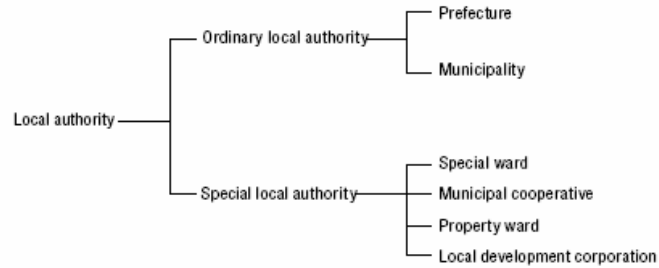 Prefecture
Ordinary local authority
Municipality
Local authority
Special ward
Special local authority
Municipal cooperative
Property ward
Local development corporation